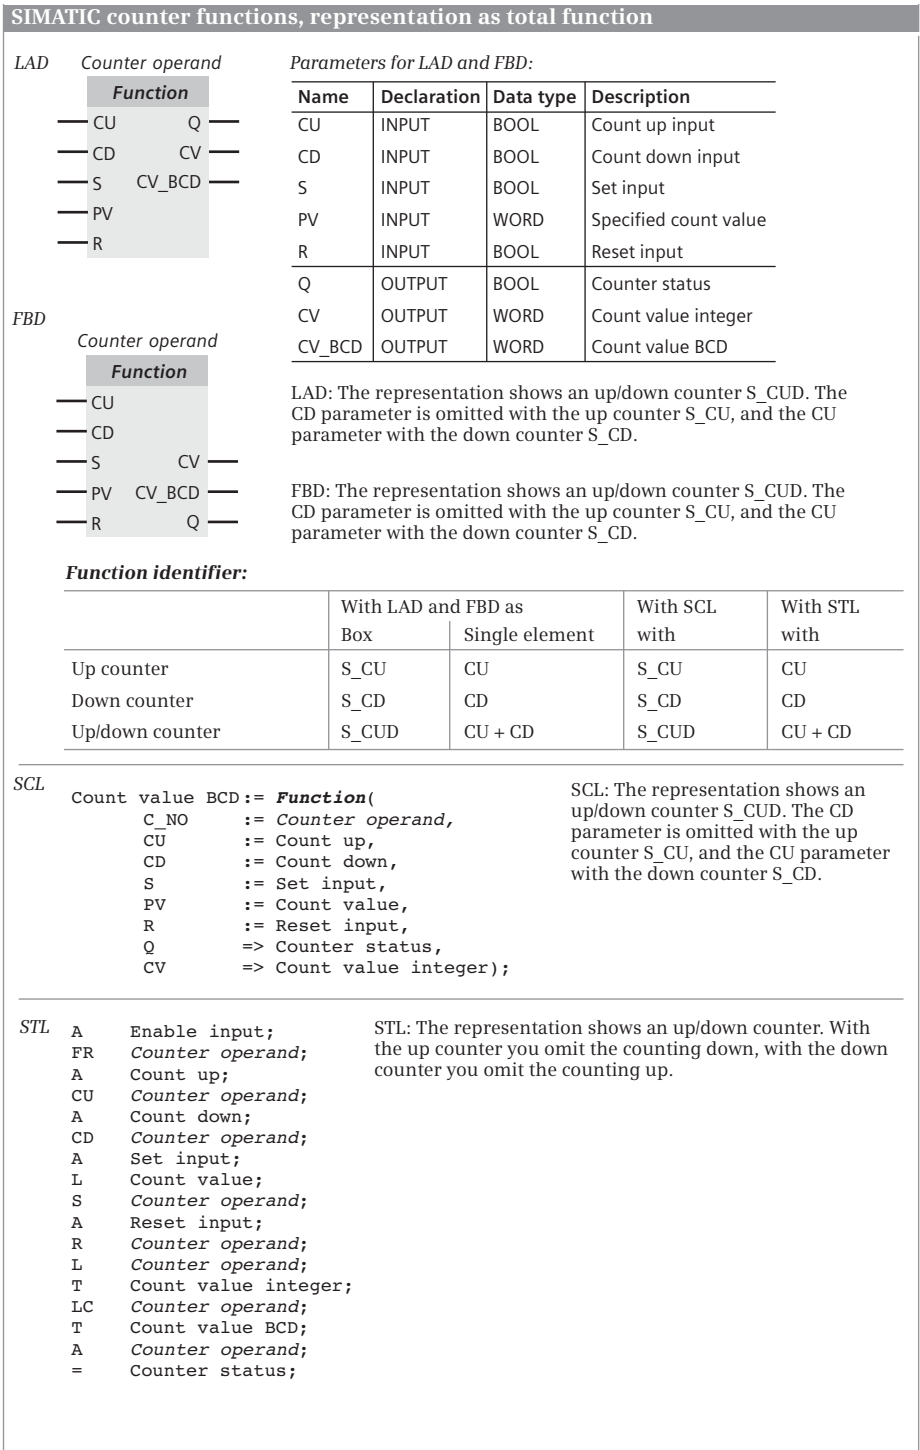 SIMATIC counter functions, representation as total function
LAD
Counter operand
Function
CU Q
CD CV
S CV_BCD
PV
R
Parameters for LAD and FBD:
Name Declaration Data type Description
CU INPUT BOOL Count up input
CD INPUT BOOL Count down input
S INPUT BOOL Set input
PV INPUT WORD Specified count value
R INPUT BOOL Reset input
Q OUTPUT BOOL Counter status
CV OUTPUT WORD Count value integer
CV_BCD OUTPUT WORD Count value BCD
FBD
Counter operand
Function
CU
CD
S CV
PV CV_BCD
R Q
LAD: The representation shows an up/down counter S_CUD. The
CD parameter is omitted with the up counter S_CU, and the CU
parameter with the down counter S_CD.
FBD: The representation shows an up/down counter S_CUD. The
CD parameter is omitted with the up counter S_CU, and the CU
parameter with the down counter S_CD.
Function identifier:
With LAD and FBD as With SCL With STL
Box Single element with with
Up counter S_CU CU S_CU CU
Down counter S_CD CD S_CD CD
Up/down counter S_CUD CU + CD S_CUD CU + CD
SCL
Count value BCD:= Function(
C_NO := Counter operand,
CU := Count up,
CD := Count down,
S := Set input,
PV := Count value,
R := Reset input,
Q => Counter status,
CV => Count value integer);
SCL: The representation shows an
up/down counter S_CUD. The CD
parameter is omitted with the up
counter S_CU, and the CU parameter
with the down counter S_CD.
STL
A Enable input;
FR Counter operand;
A Count up;
CU Counter operand;
A Count down;
CD Counter operand;
A Set input;
L Count value;
S Counter operand;
A Reset input;
R Counter operand;
L Counter operand;
T Count value integer;
LC Counter operand;
T Count value BCD;
A Counter operand;
= Counter status;
STL: The representation shows an up/down counter. With
the up counter you omit the counting down, with the down
counter you omit the counting up.